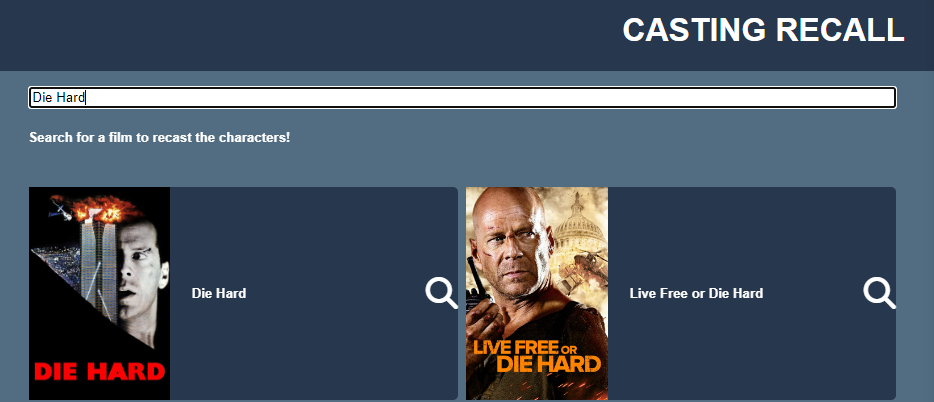 CASTING RECALL
Die Hard
Search for a film to recast the characters!
DIE HARD
Die Hard
LIVE FREE OR
DIE HARD
Live Free or Die Hard